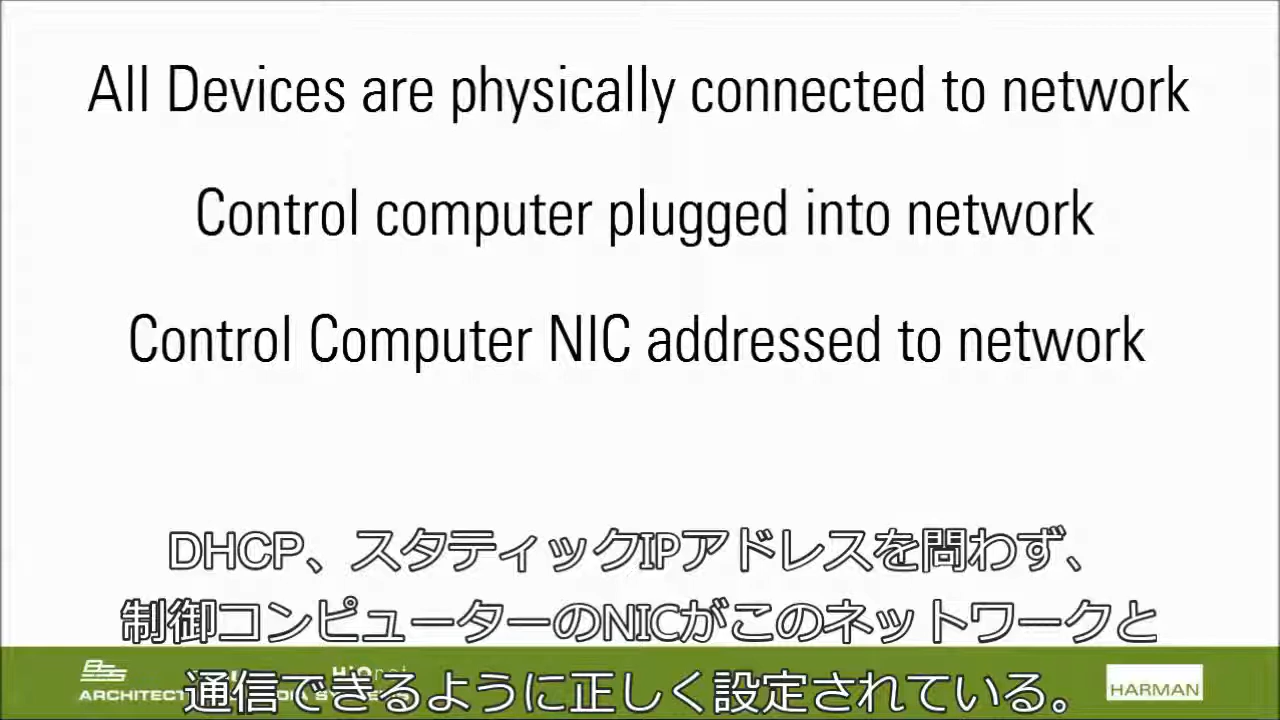 All Devices are physically connected to network
Control computer plugged into network
Control Computer NIC addressed to network
DHCP、スタティックIPアドレスを問わず、
制御コンピューターのNICがこのネットワークと
通信できるように正しく設定されている。
BSS
HARMAN